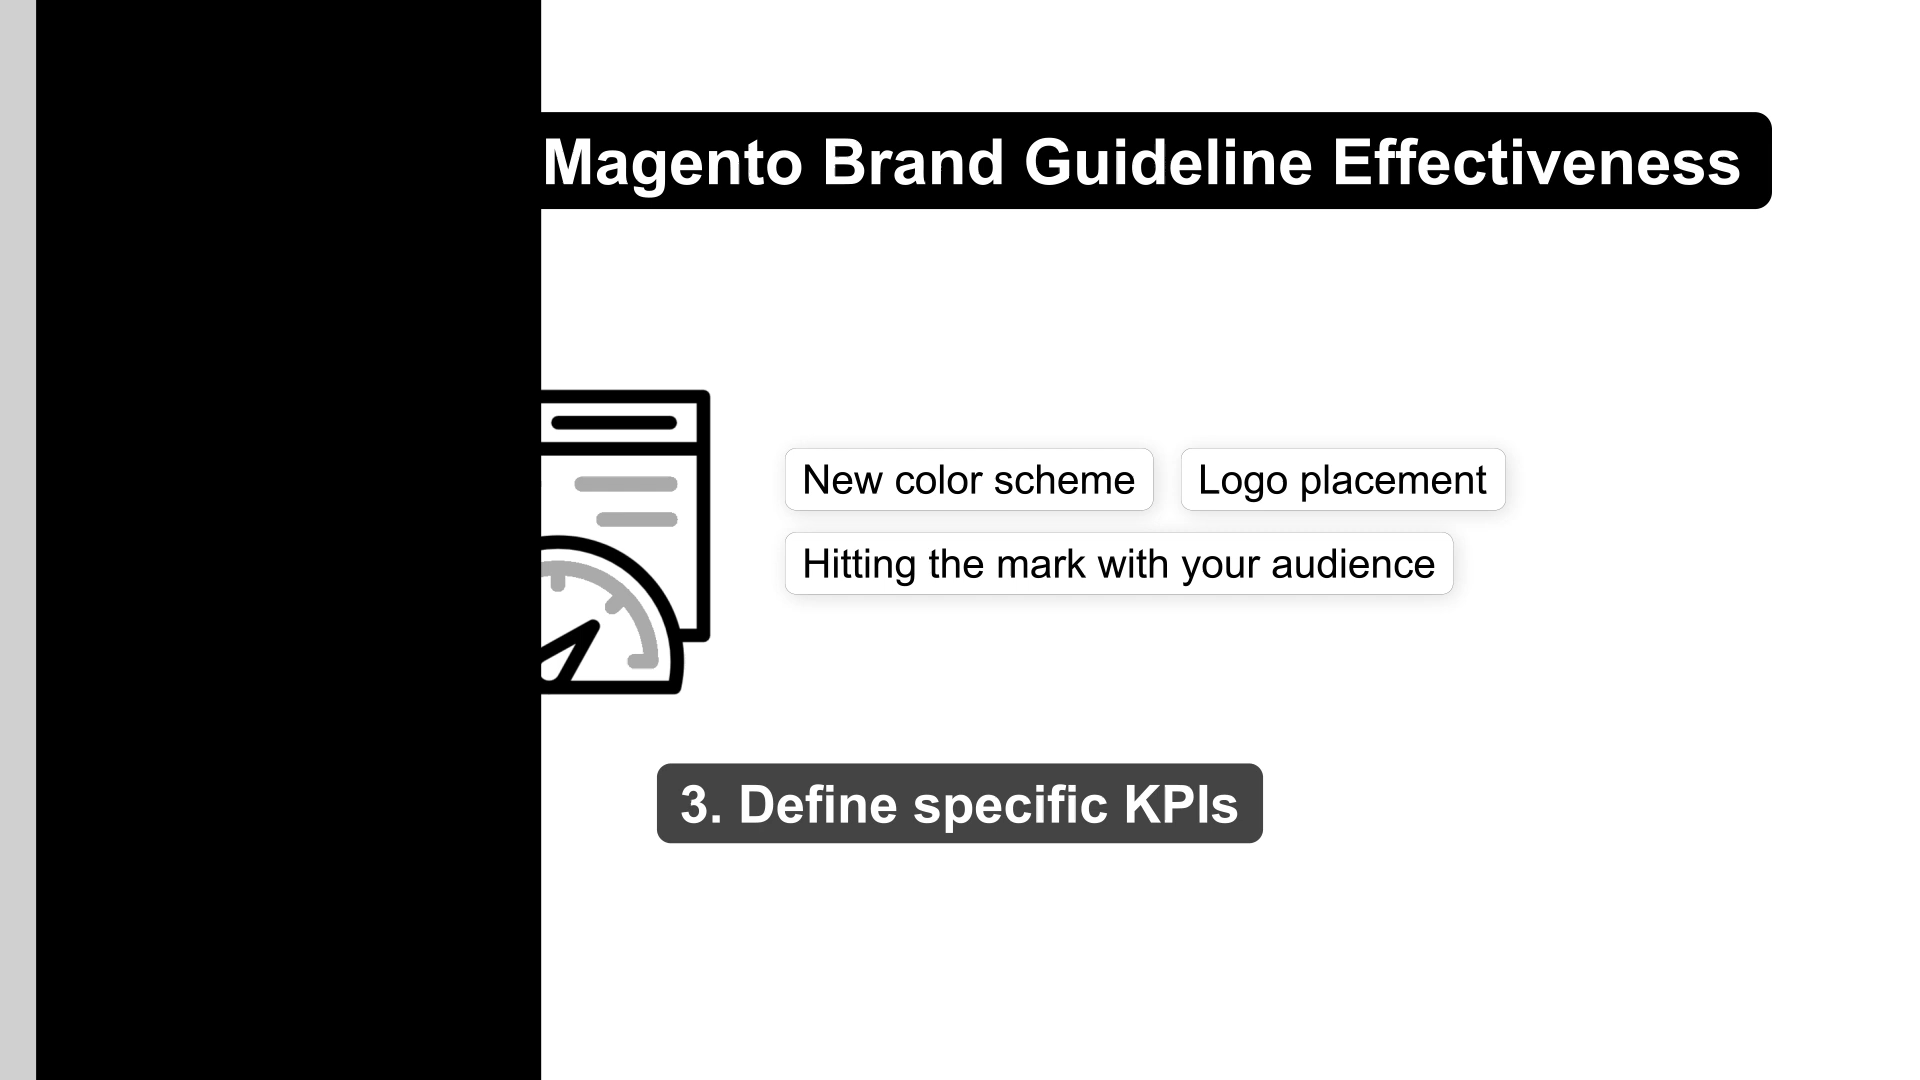 Magento Brand Guideline Effectiveness
New color scheme
Logo placement
Hitting the mark with your audience
3. Define specific KPIs